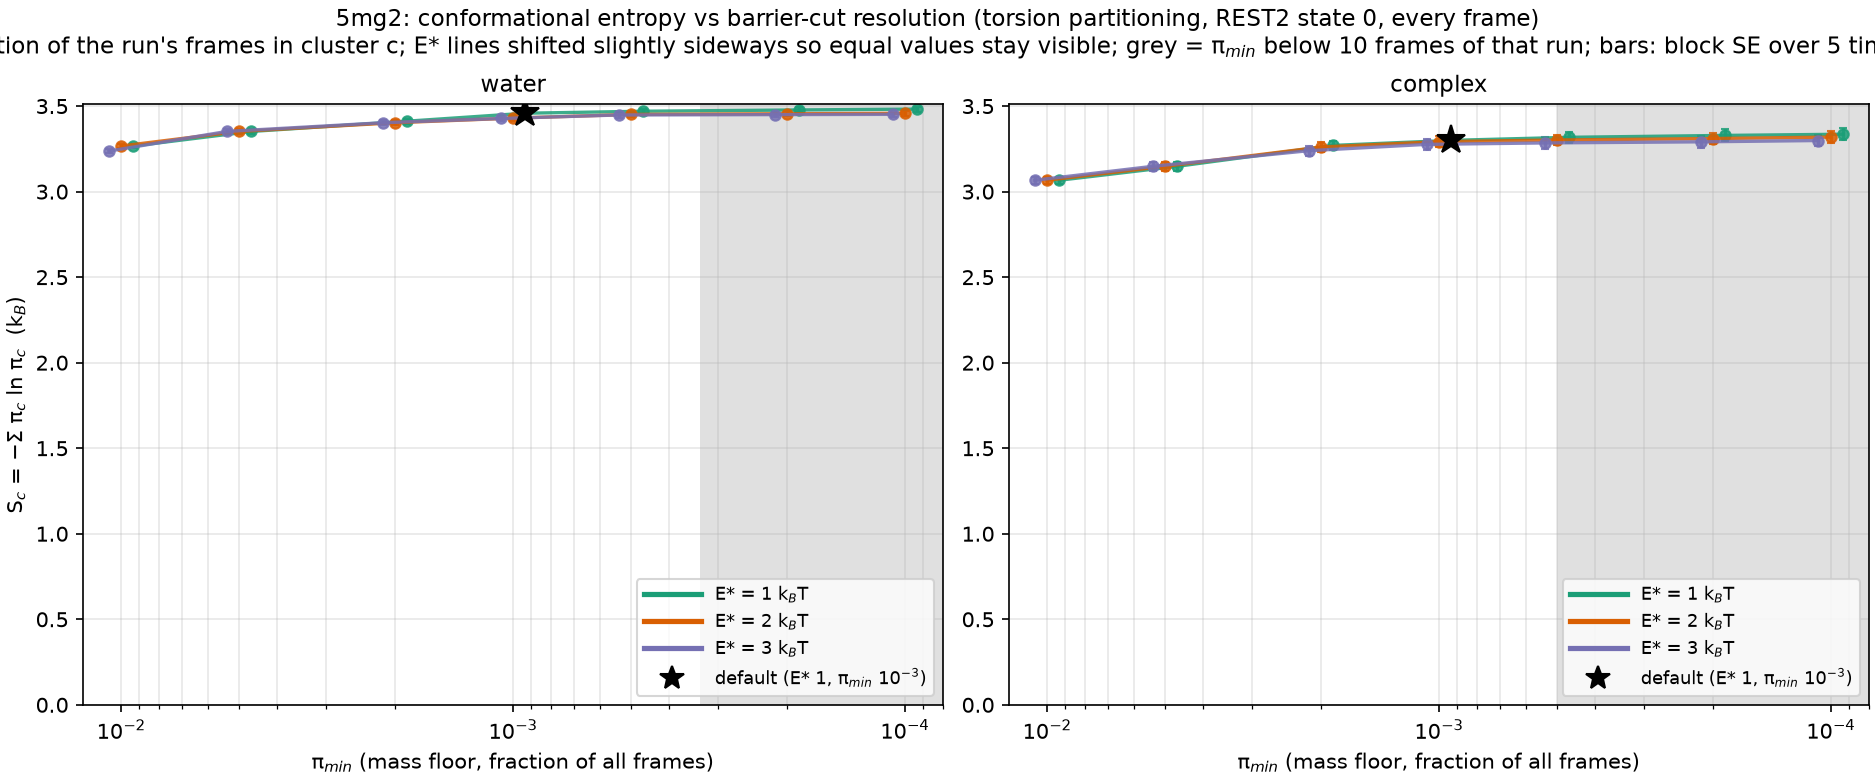 5mg2: conformational entropy vs barrier-cut resolution (torsion partitioning, REST2 state 0, every frame)
tion of the run's frames in cluster c; E* lines shifted slightly sideways so equal values stay visible; grey = π_min below 10 frames of that run; bars: block SE over 5 tin
water
complex
S_c = −Σ π_c ln π_c (k_B)
3.5
3.0
2.5
2.0
1.5
1.0
0.5
0.0
10⁻²
10⁻³
10⁻⁴
π_min (mass floor, fraction of all frames)
E* = 1 k_BT
E* = 2 k_BT
E* = 3 k_BT
default (E* 1, π_min 10⁻³)
3.5
3.0
2.5
2.0
1.5
1.0
0.5
0.0
10⁻²
10⁻³
10⁻⁴
π_min (mass floor, fraction of all frames)
E* = 1 k_BT
E* = 2 k_BT
E* = 3 k_BT
default (E* 1, π_min 10⁻³)